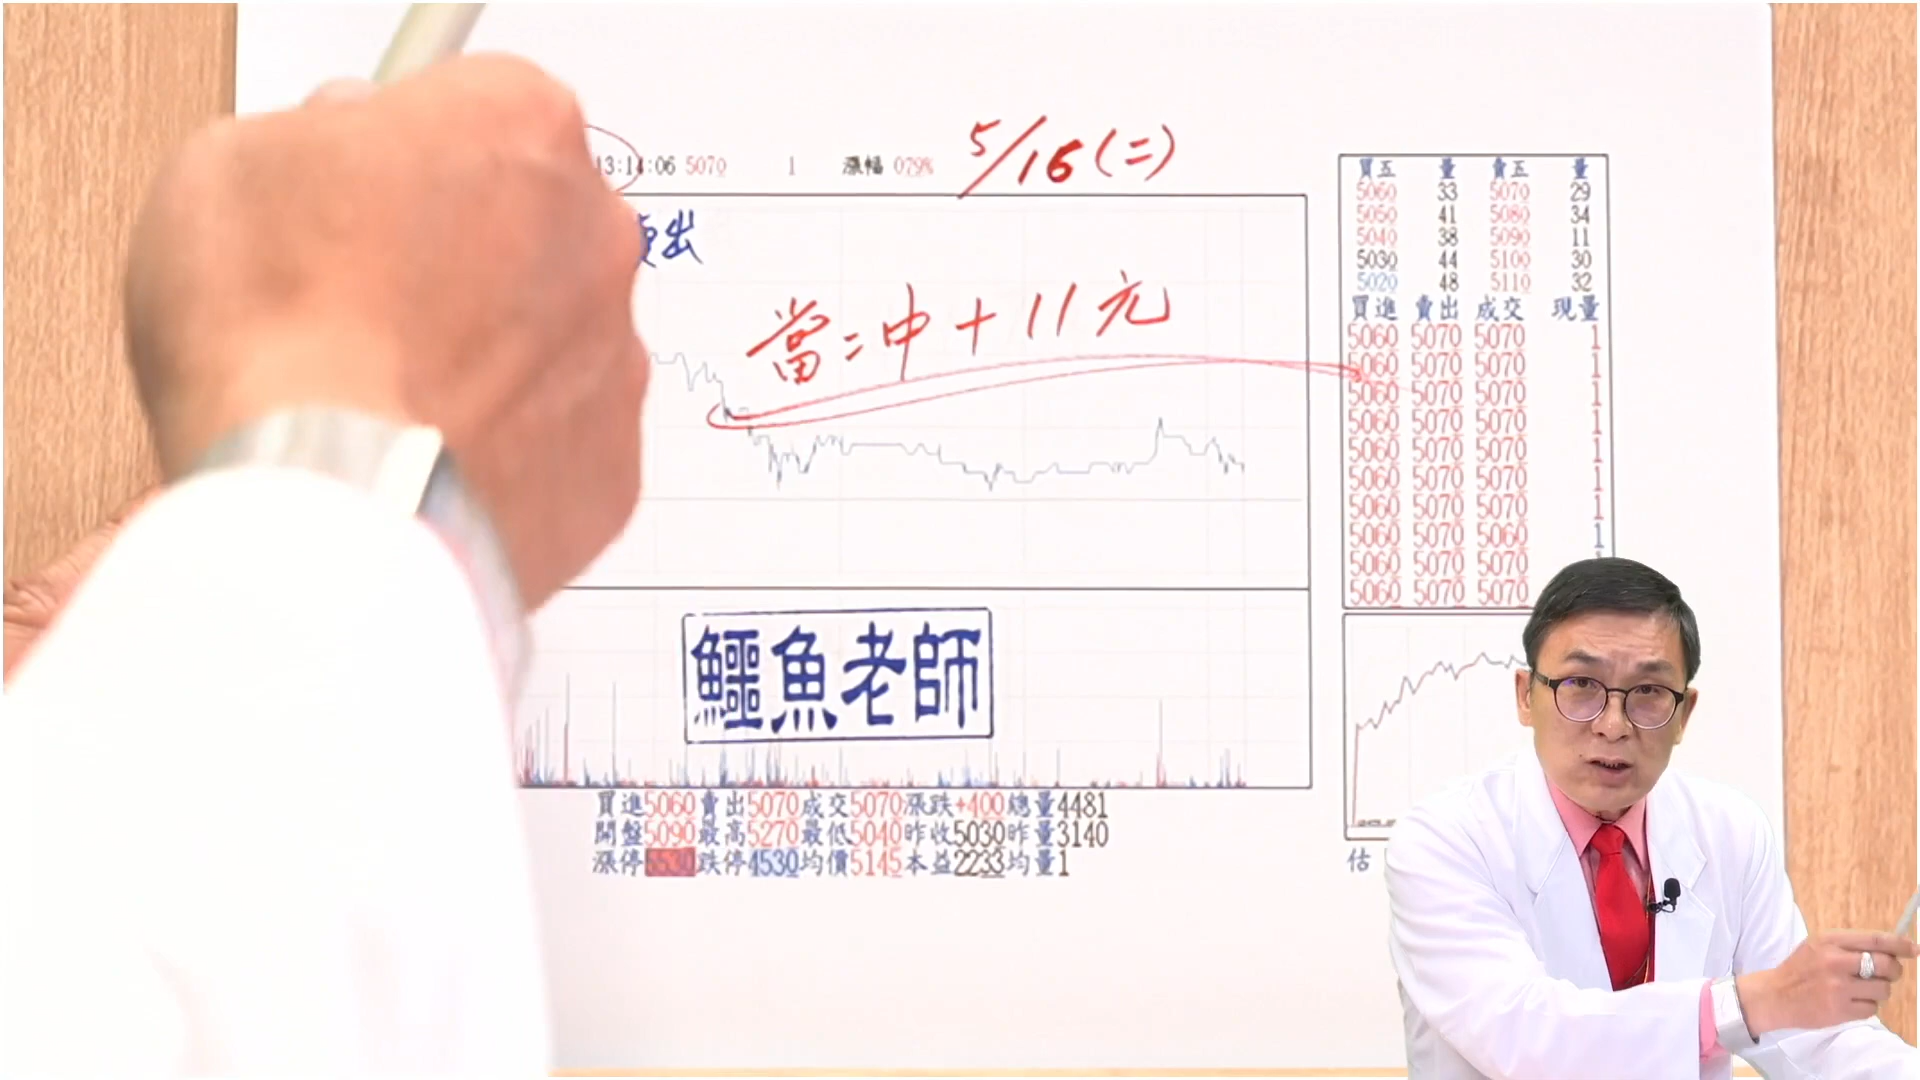 13:14:06 5070 1 漲幅 079%
5/16(二)
賣出
當:中+11元
買五 量 賣五 量
5060 33 5070 29
5050 41 5080 34
5040 38 5090 11
5030 44 5100 30
5020 48 5110 32
買進 賣出 成交 現量
5060 5070 5070 1
5060 5070 5070 1
5060 5070 5070 1
5060 5070 5070 1
5060 5070 5070 1
5060 5070 5070 1
5060 5070 5070 1
5060 5070 5060 1
5060 5070 5070
5060 5070 5070
鱷魚老師
買進5060賣出5070成交5070漲跌+400總量4481
開盤5090最高5270最低5040昨收5030昨量3140
漲停5530跌停4530均價5145本益2233均量1
估